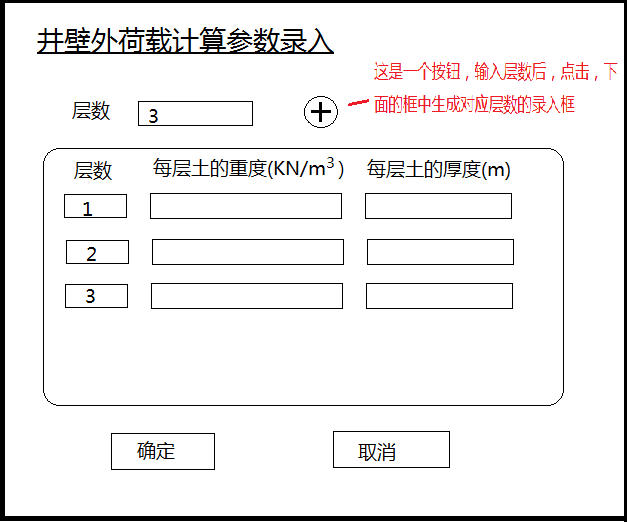 井壁外荷载计算参数录入
这是一个按钮，输入层数后，点击，下
面的框中生成对应层数的录入框
层数 3
层数 每层土的重度(KN/m³) 每层土的厚度(m)
1
2
3
确定 取消